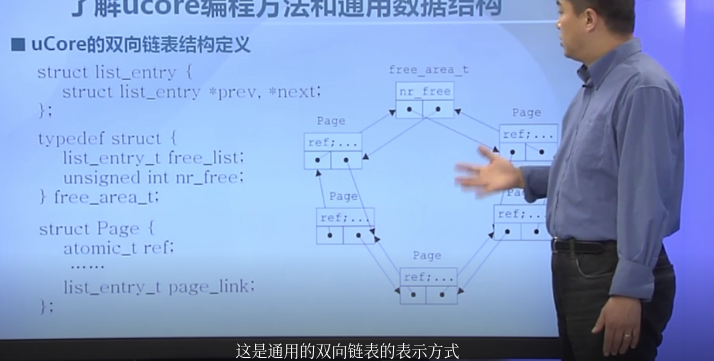 了解ucore编程方法和通用数据结构
■ uCore的双向链表结构定义
struct list_entry {
struct list_entry *prev, *next;
};
typedef struct {
list_entry_t free_list;
unsigned int nr_free;
} free_area_t;
struct Page {
atomic_t ref;
……
list_entry_t page_link;
};
free_area_t
nr_free
Page
ref;...
Page
ref;...
Page
ref;...
Page
ref;...
Page
ref;...
这是通用的双向链表的表示方式